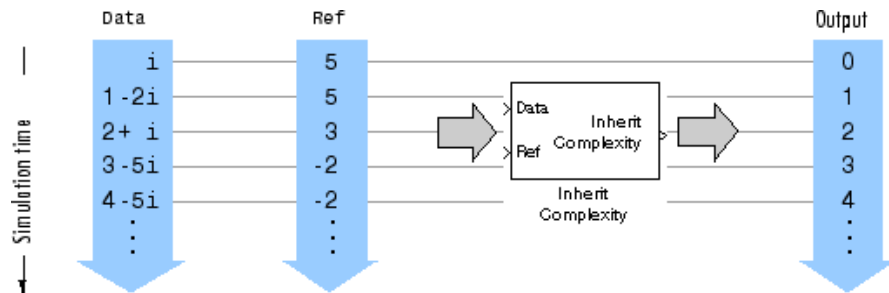 Data Ref Output
i 5 0
1-2i 5 1
2+ i 3 2
3-5i -2 3
4-5i -2 4
Data
Ref
Inherit
Complexity
Inherit
Complexity
Simulation time